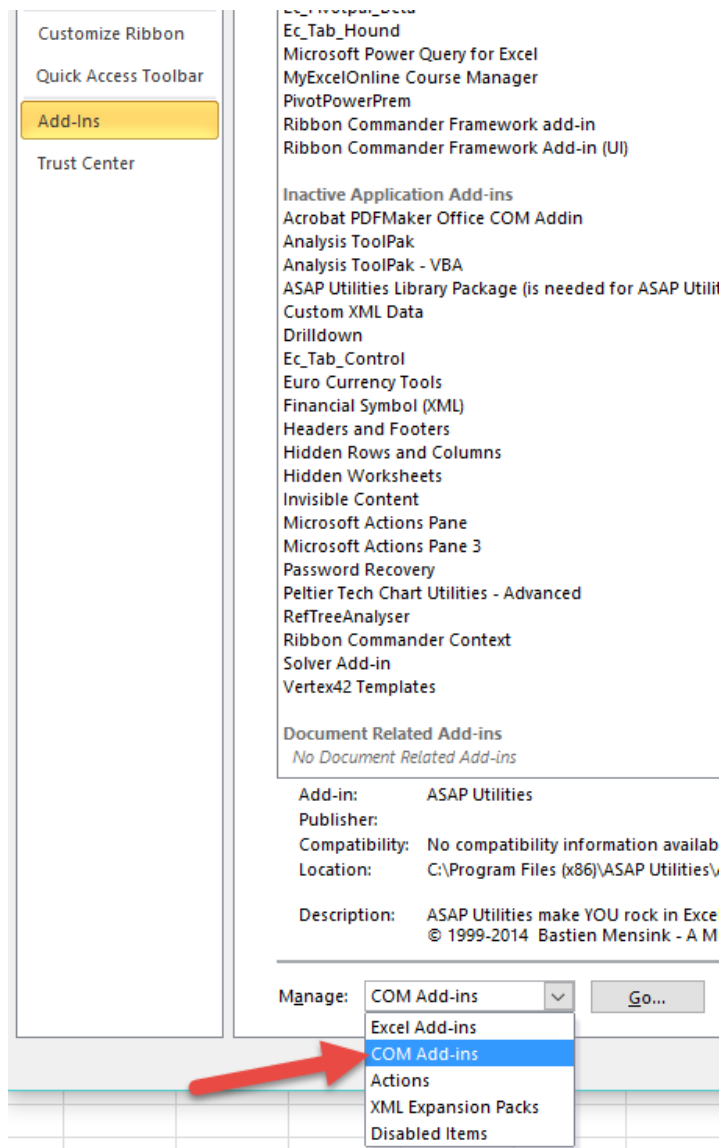 Customize Ribbon
Quick Access Toolbar
Add-Ins
Trust Center
Ec_Tab_Hound
Microsoft Power Query for Excel
MyExcelOnline Course Manager
PivotPowerPrem
Ribbon Commander Framework add-in
Ribbon Commander Framework Add-in (UI)
Inactive Application Add-ins
Acrobat PDFMaker Office COM Addin
Analysis ToolPak
Analysis ToolPak - VBA
ASAP Utilities Library Package (is needed for ASAP Utilit
Custom XML Data
Drilldown
Ec_Tab_Control
Euro Currency Tools
Financial Symbol (XML)
Headers and Footers
Hidden Rows and Columns
Hidden Worksheets
Invisible Content
Microsoft Actions Pane
Microsoft Actions Pane 3
Password Recovery
Peltier Tech Chart Utilities - Advanced
RefTreeAnalyser
Ribbon Commander Context
Solver Add-in
Vertex42 Templates
Document Related Add-ins
No Document Related Add-ins
Add-in: ASAP Utilities
Publisher:
Compatibility: No compatibility information availab
Location: C:\Program Files (x86)\ASAP Utilities\
Description: ASAP Utilities make YOU rock in Exce
© 1999-2014 Bastien Mensink - A M
Manage: COM Add-ins Go...
Excel Add-ins
COM Add-ins
Actions
XML Expansion Packs
Disabled Items